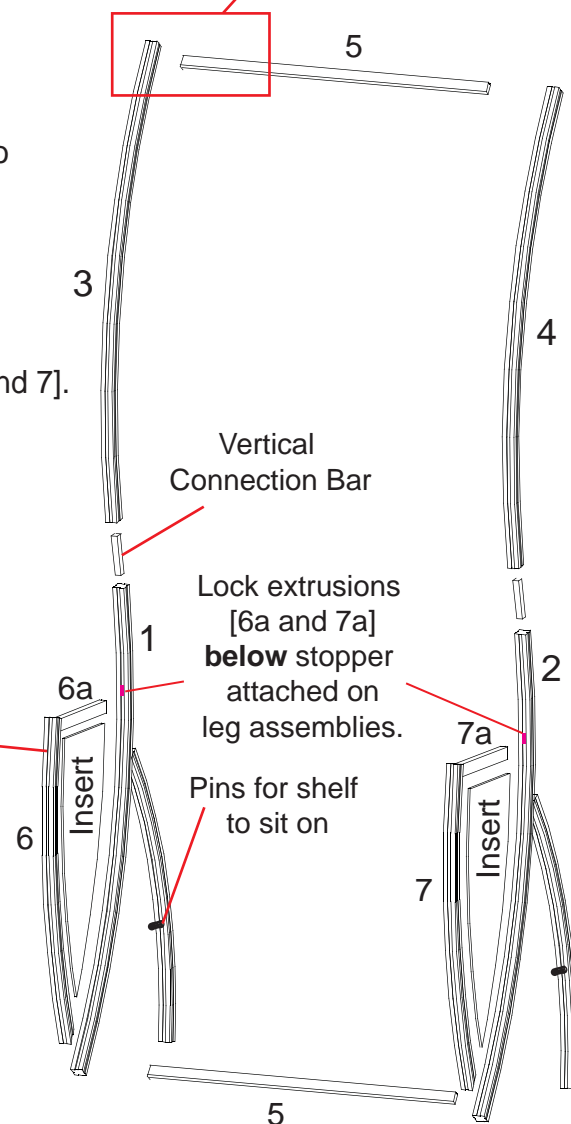 5
o
3
4
nd 7].
Vertical
Connection Bar
Lock extrusions
[6a and 7a]
below stopper
attached on
leg assemblies.
1
2
6a
7a
Insert
Insert
Pins for shelf
to sit on
6
7
5